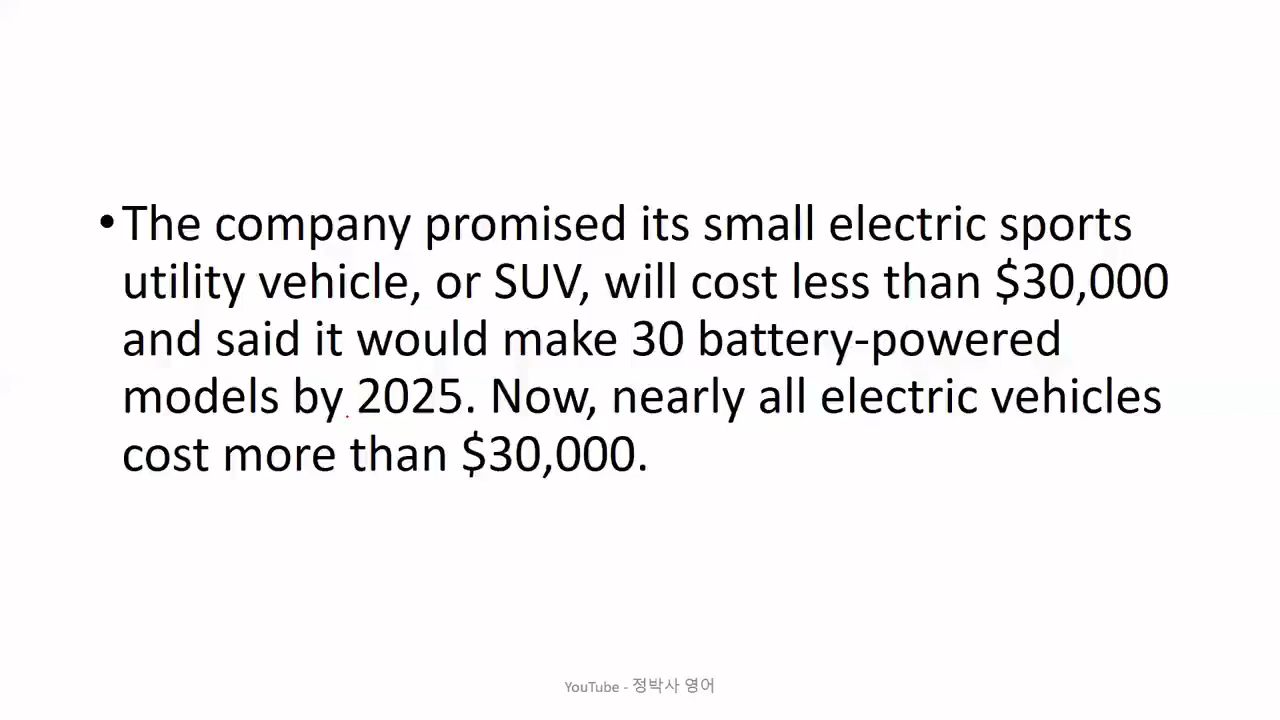 •The company promised its small electric sports
utility vehicle, or SUV, will cost less than $30,000
and said it would make 30 battery-powered
models by 2025. Now, nearly all electric vehicles
cost more than $30,000.
YouTube - 정박사 영어